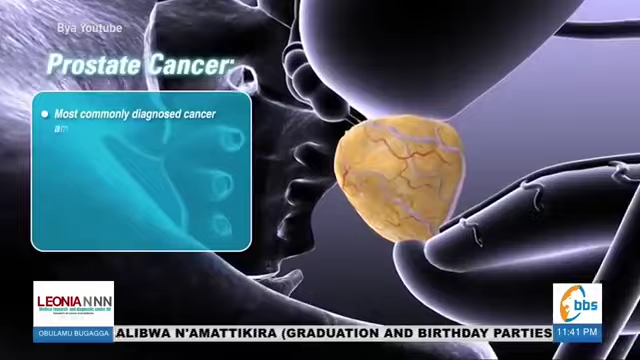 Bya Youtube
Prostate Cancer
Most commonly diagnosed cancer
am
LEONIA NNN
bbs
OBULAMU BUGAGGA
ALIBWA N'AMATTIKIRA (GRADUATION AND BIRTHDAY PARTIES
11:41 PM